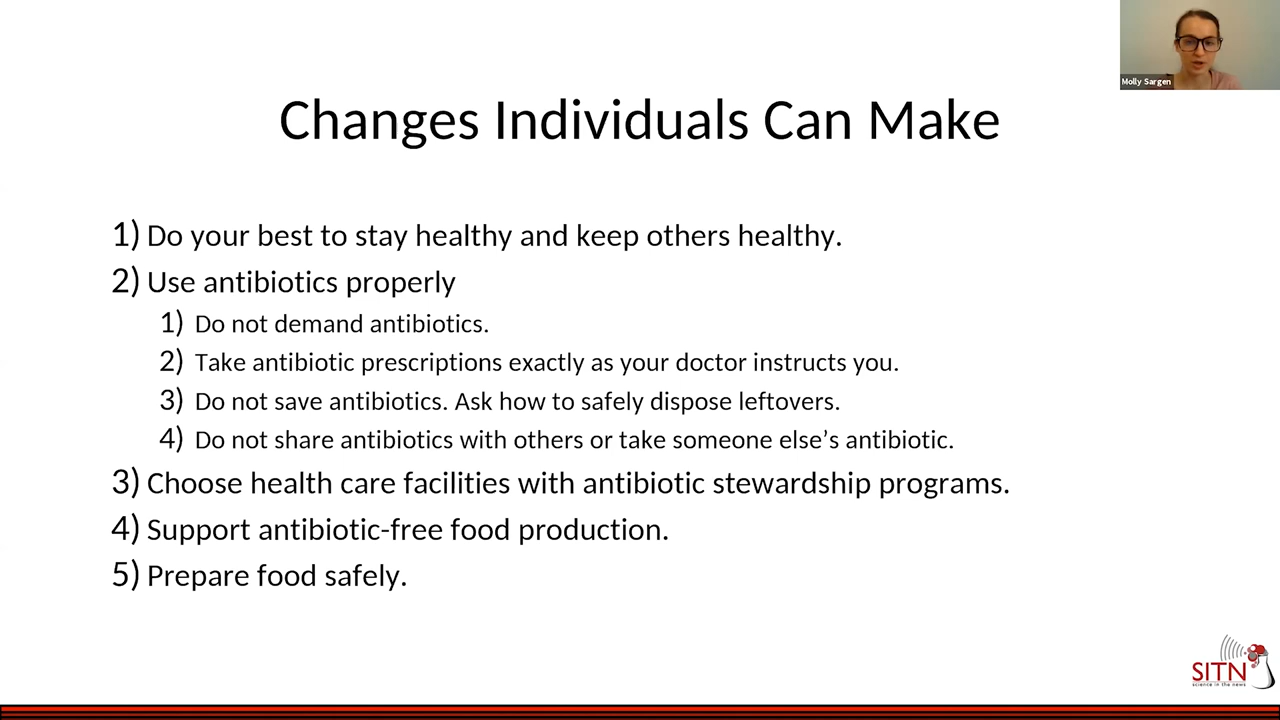 Molly Sargen
Changes Individuals Can Make
1) Do your best to stay healthy and keep others healthy.
2) Use antibiotics properly
1) Do not demand antibiotics.
2) Take antibiotic prescriptions exactly as your doctor instructs you.
3) Do not save antibiotics. Ask how to safely dispose leftovers.
4) Do not share antibiotics with others or take someone else’s antibiotic.
3) Choose health care facilities with antibiotic stewardship programs.
4) Support antibiotic-free food production.
5) Prepare food safely.
SITN
science in the news